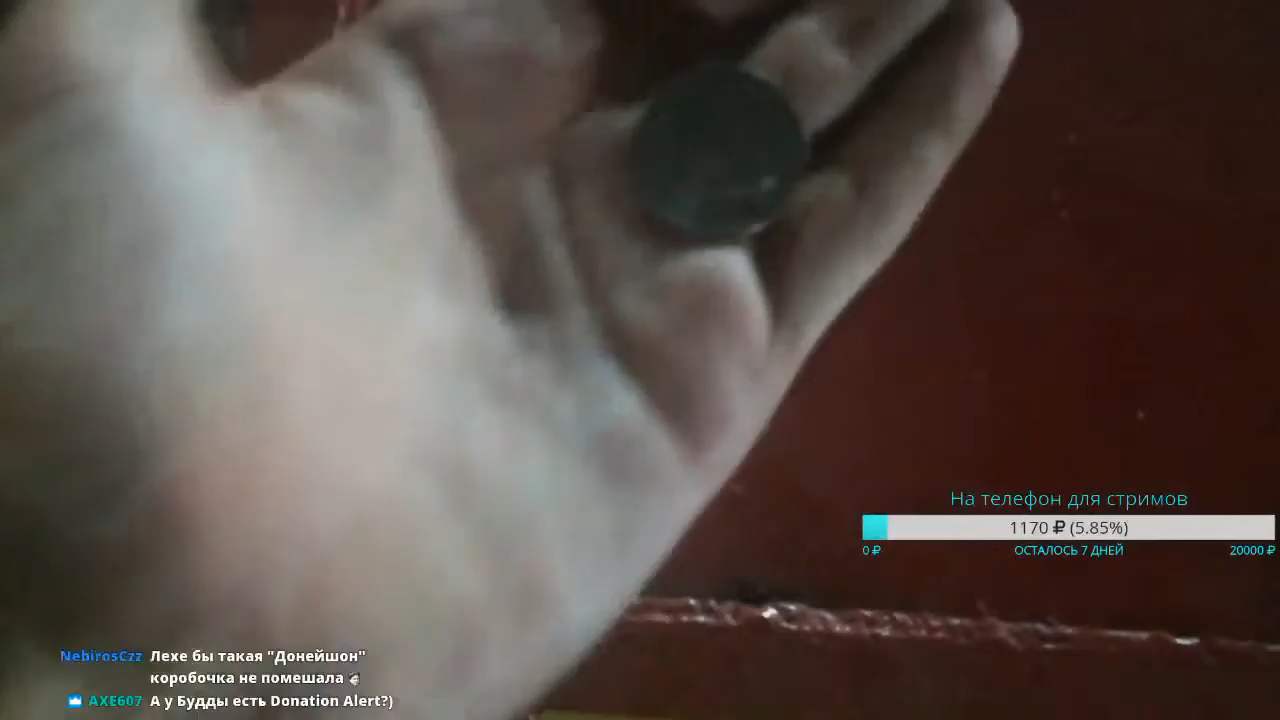 На телефон для стримов
1170 ₽ (5.85%)
0 ₽ ОСТАЛОСЬ 7 ДНЕЙ 20000 ₽
NebirosCzz Лехе бы такая "Донейшон"
коробочка не помешала
AXE607 А у Будды есть Donation Alert?)